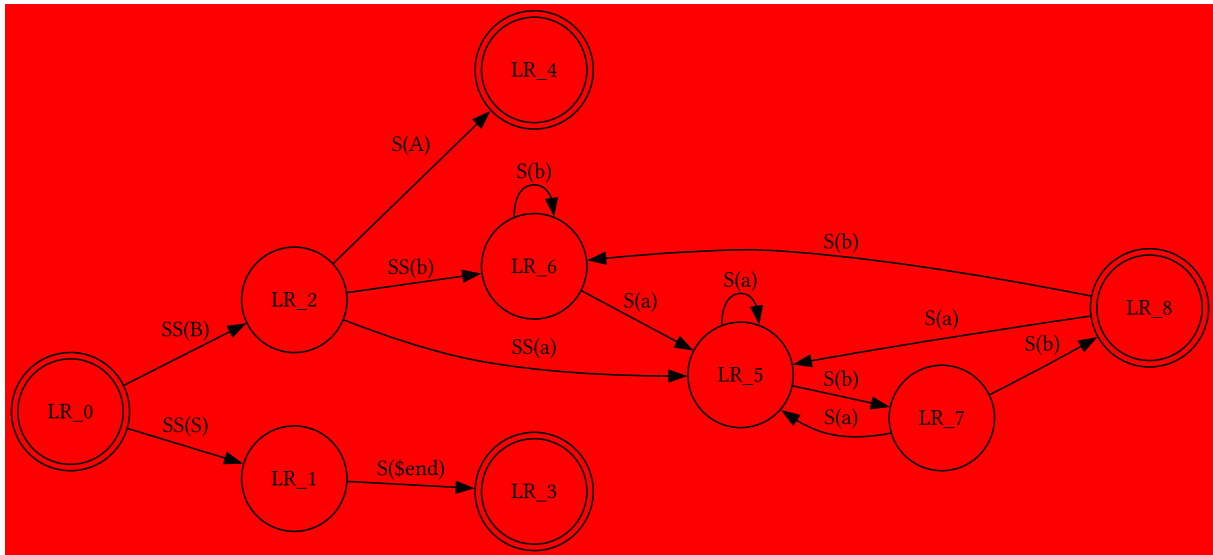 LR_4
S(A)
S(b)
SS(b)
LR_6
S(b)
LR_2
S(a)
S(a)
S(a)
LR_8
SS(B)
SS(a)
S(b)
LR_5
S(b)
LR_0
SS(S)
S(a)
LR_7
LR_1
S($end)
LR_3